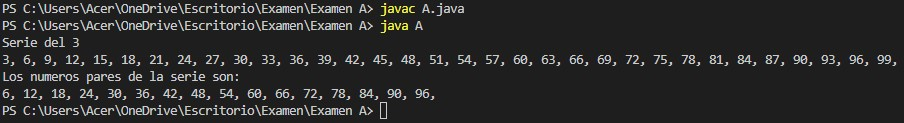 PS C:\Users\Acer\OneDrive\Escritorio\Examen\Examen A> javac A.java
PS C:\Users\Acer\OneDrive\Escritorio\Examen\Examen A> java A
Serie del 3
3, 6, 9, 12, 15, 18, 21, 24, 27, 30, 33, 36, 39, 42, 45, 48, 51, 54, 57, 60, 63, 66, 69, 72, 75, 78, 81, 84, 87, 90, 93, 96, 99,
Los numeros pares de la serie son:
6, 12, 18, 24, 30, 36, 42, 48, 54, 60, 66, 72, 78, 84, 90, 96,
PS C:\Users\Acer\OneDrive\Escritorio\Examen\Examen A>